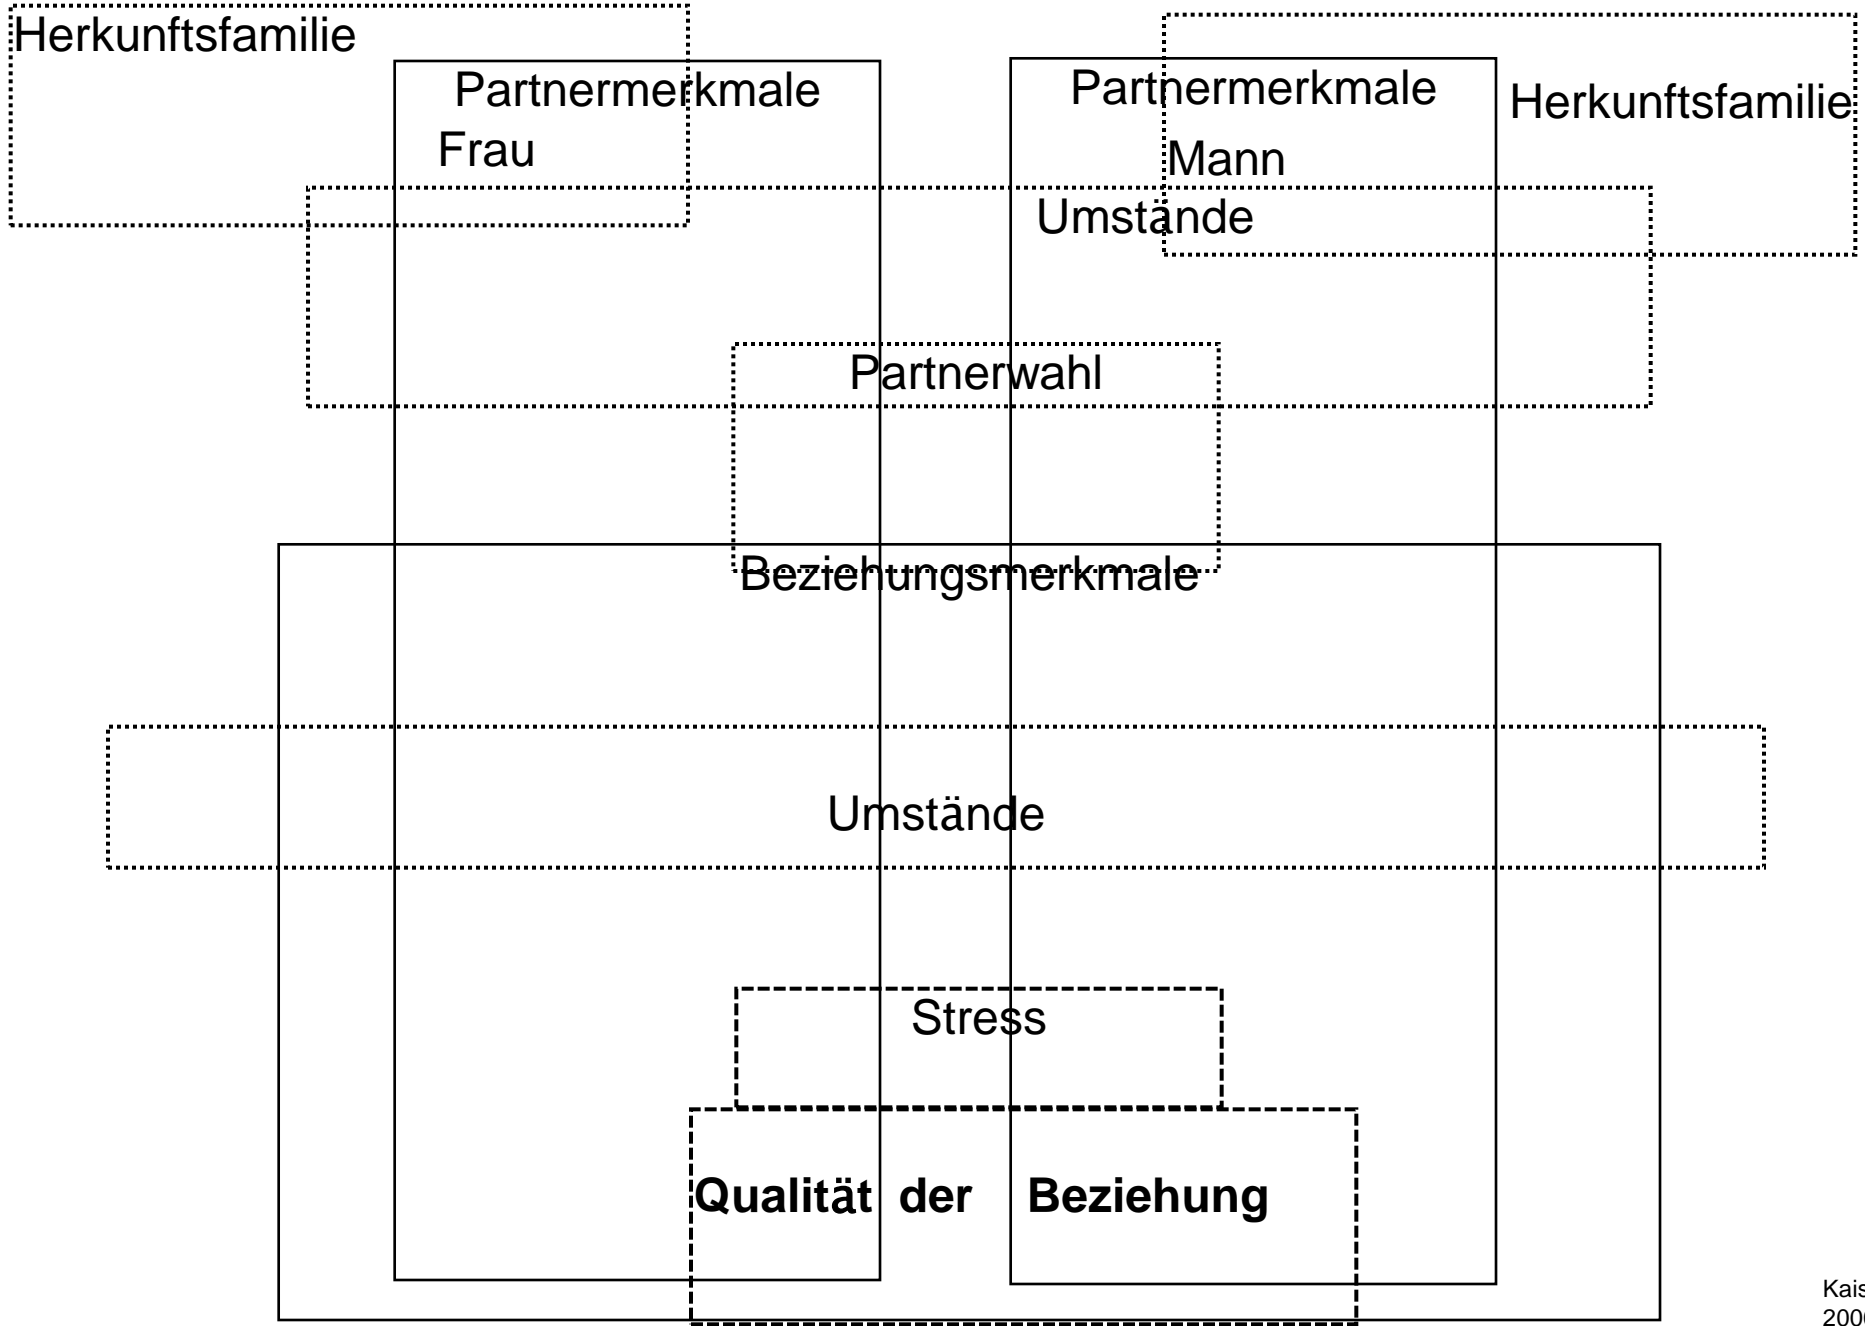 Herkunftsfamilie
Partnermerkmale
Frau
Partnermerkmale
Mann
Herkunftsfamilie
Umstände
Partnerwahl
Beziehungsmerkmale
Umstände
Stress
Qualität der Beziehung